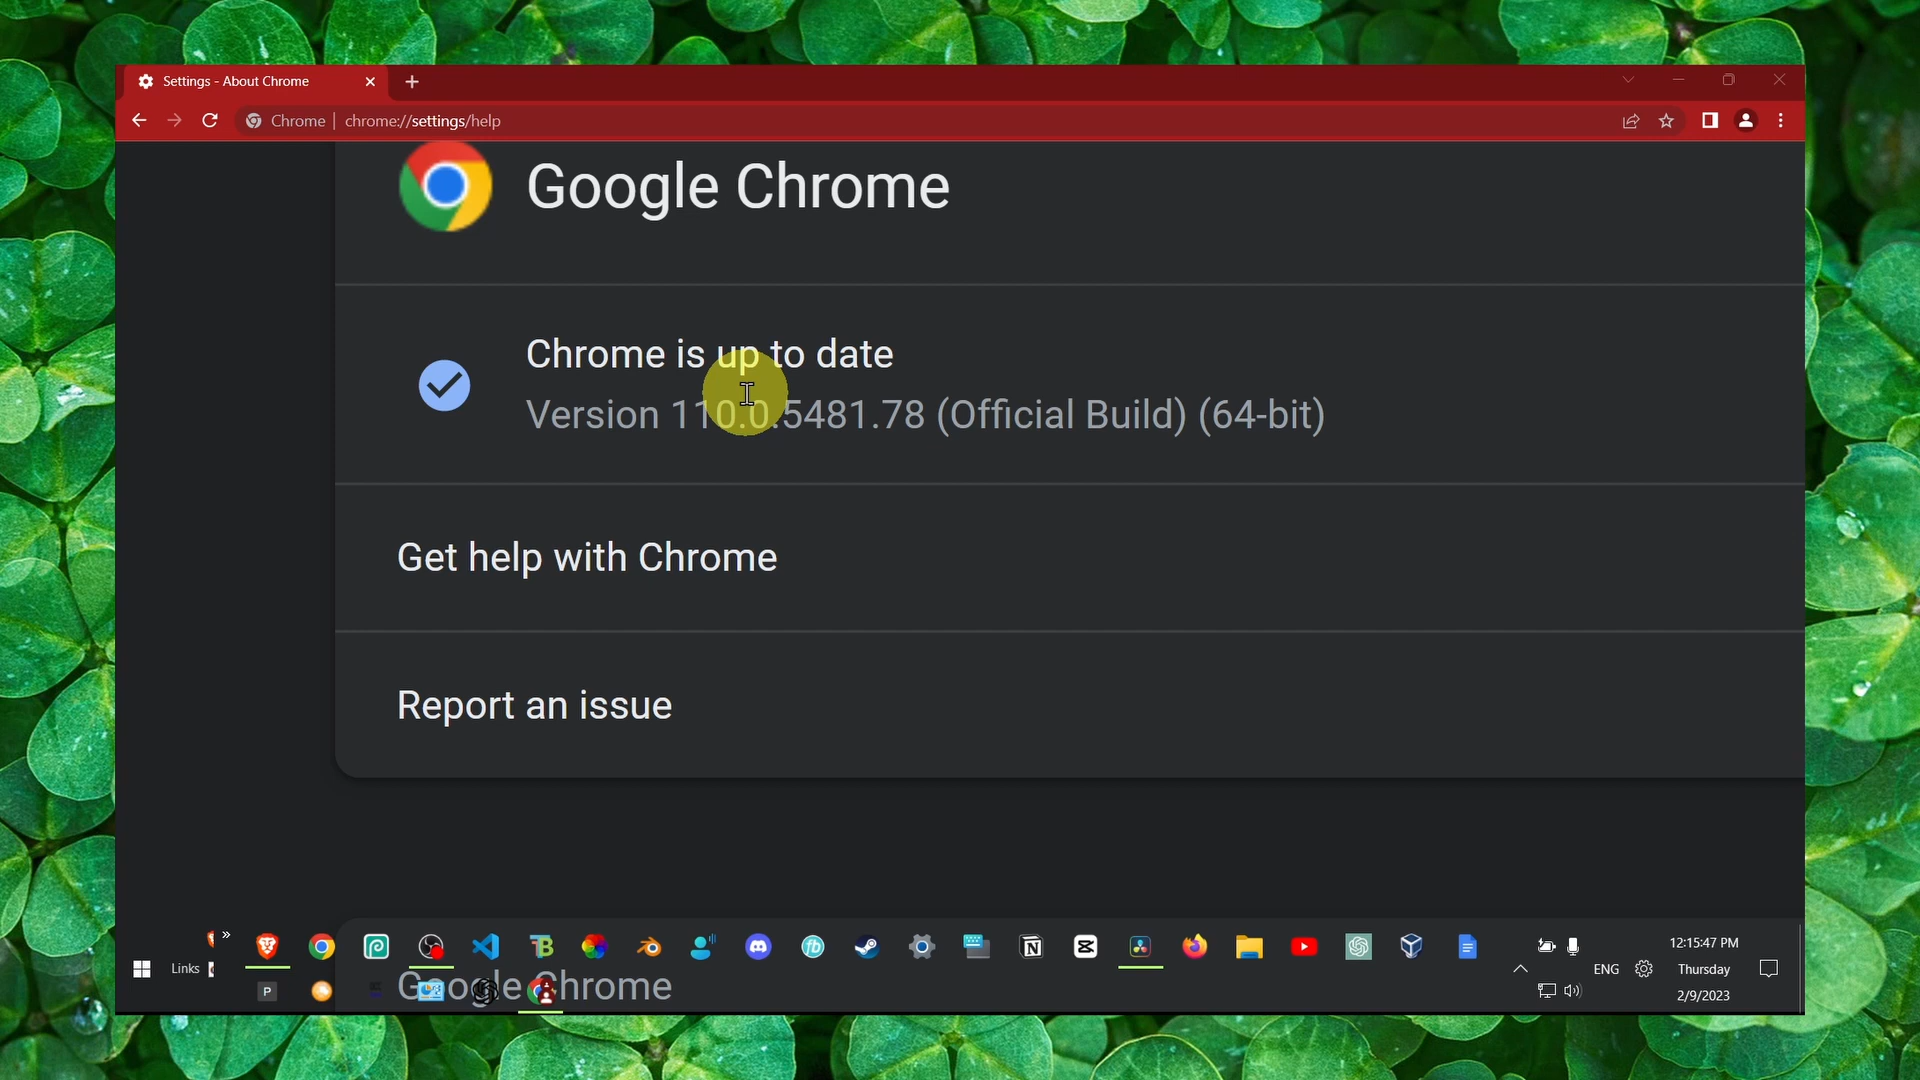 Settings - About Chrome
Chrome | chrome://settings/help
Google Chrome
Chrome is up to date
Version 110.0.5481.78 (Official Build) (64-bit)
Get help with Chrome
Report an issue
12:15:47 PM
Links
ENG
Thursday
Google Chrome
2/9/2023